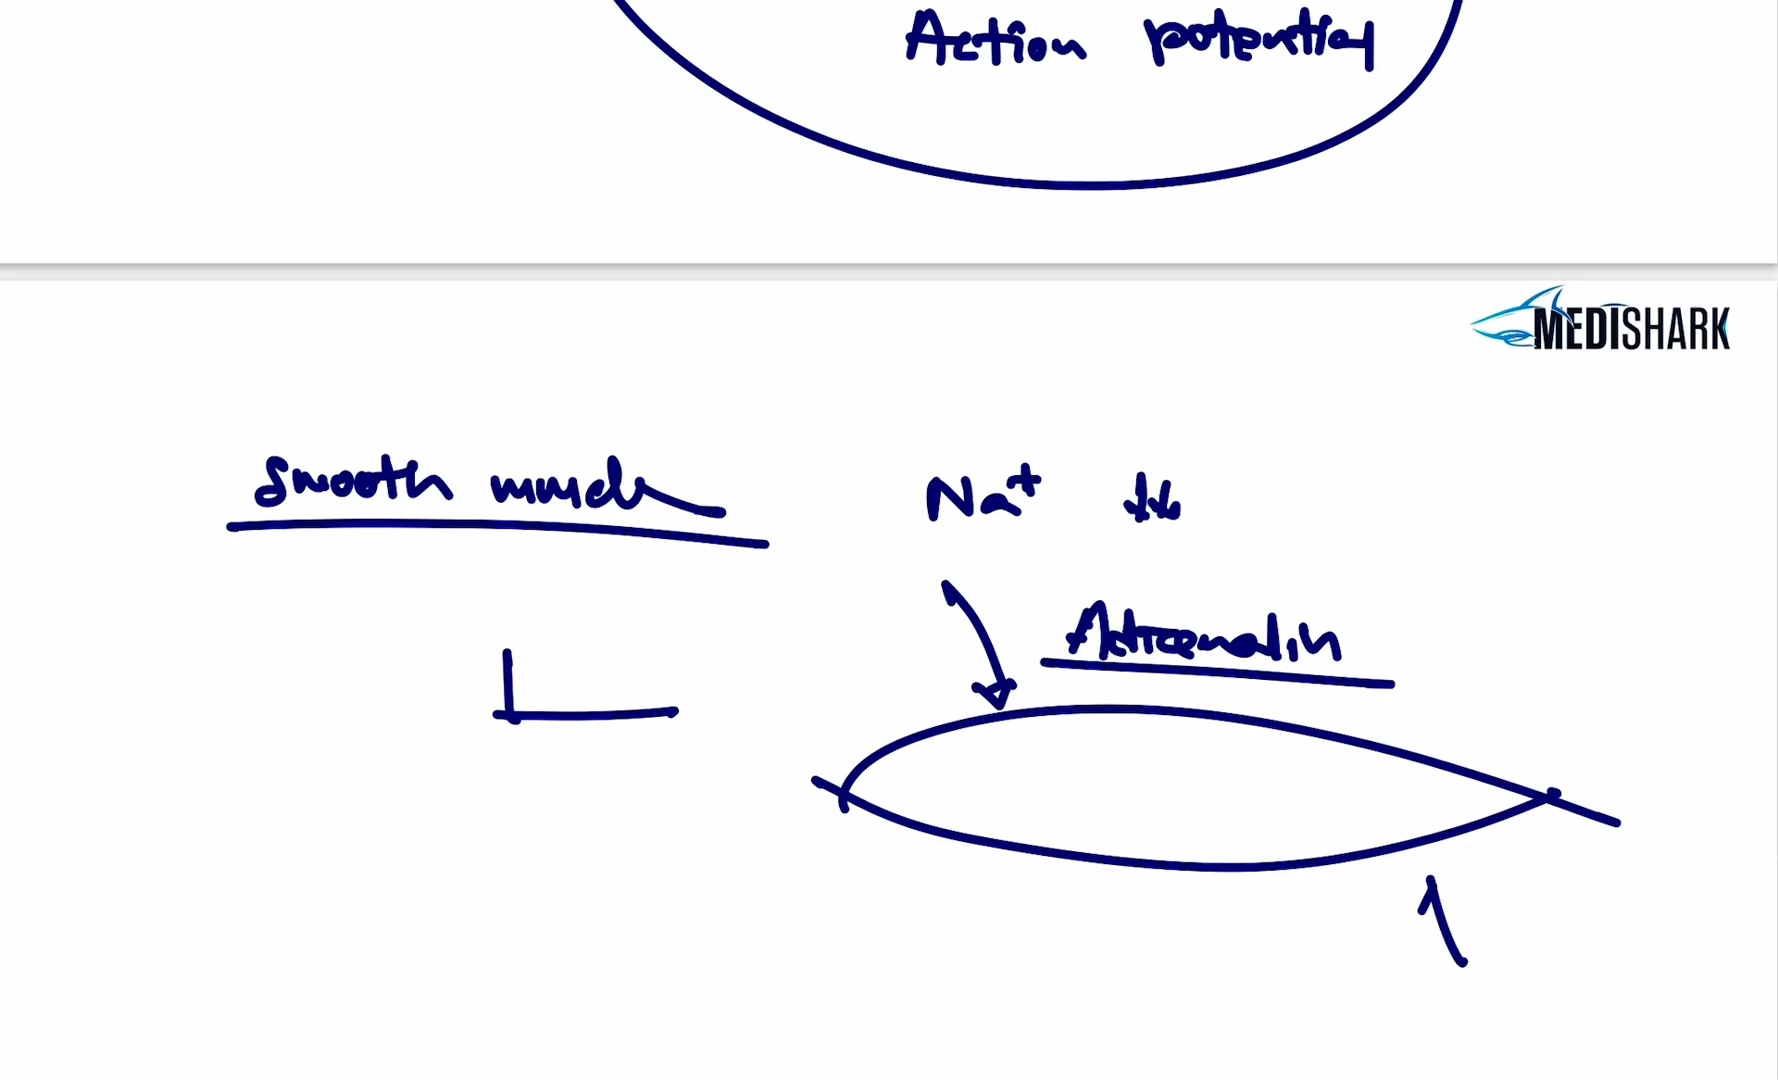 Action potential
MEDISHARK
Smooth muscle Na⁺ ↓↓
Adrenalin